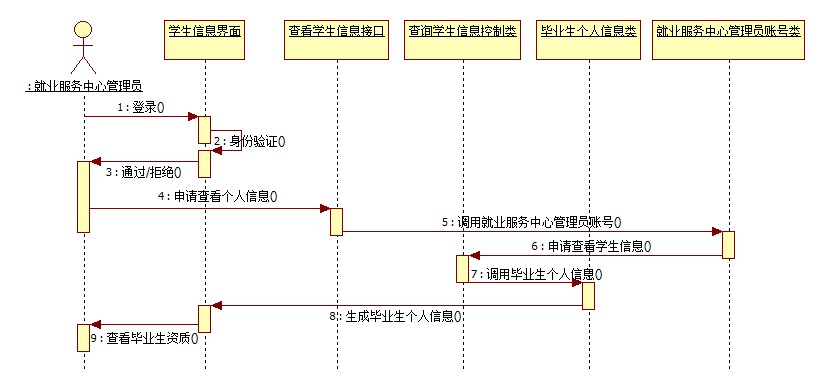 学生信息界面
查看学生信息接口
查询学生信息控制类
毕业生个人信息类
就业服务中心管理员账号类
:就业服务中心管理员
1:登录()
2:身份验证()
3:通过/拒绝()
4:申请查看个人信息()
5:调用就业服务中心管理员账号()
6:申请查看学生信息()
7:调用毕业生个人信息()
8:生成毕业生个人信息()
9:查看毕业生资质()